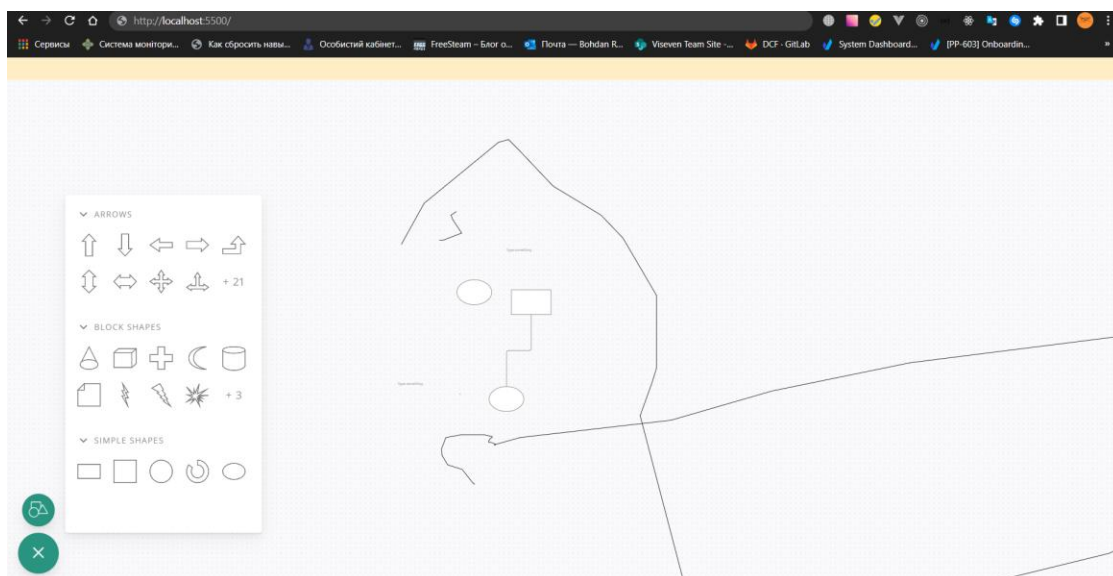 http://localhost:5500/
Сервисы
Система монітори...
Как сбросить навы...
Особистий кабінет...
FreeSteam – Блог о...
Почта — Bohdan R...
Viseven Team Site -...
DCF · GitLab
System Dashboard...
[PP-603] Onboardin...
»
ARROWS
+ 21
BLOCK SHAPES
+ 3
SIMPLE SHAPES